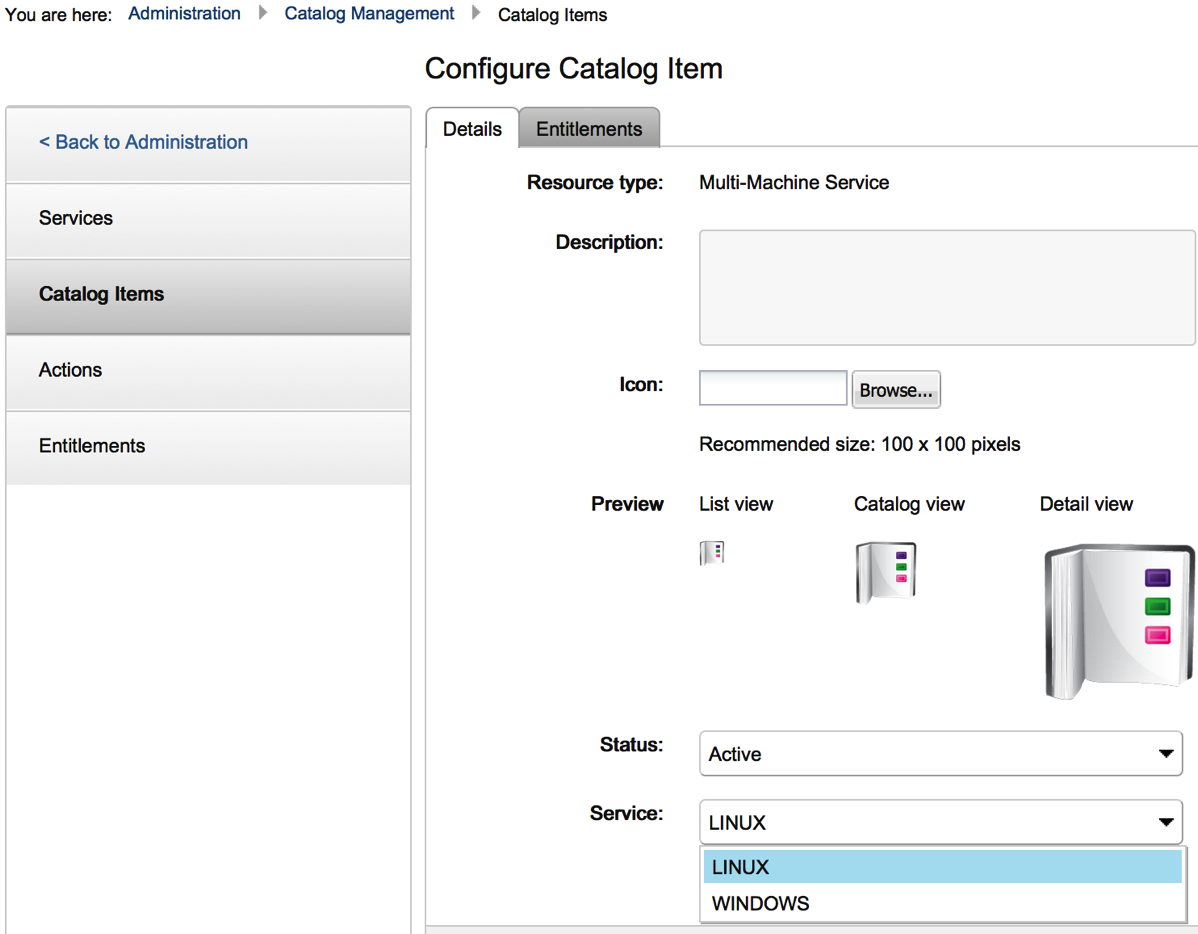 You are here: Administration Catalog Management Catalog Items
Configure Catalog Item
< Back to Administration
Services
Catalog Items
Actions
Entitlements
Details Entitlements
Resource type: Multi-Machine Service
Description:
Icon: Browse...
Recommended size: 100 x 100 pixels
Preview List view Catalog view Detail view
Status: Active
Service: LINUX
LINUX
WINDOWS